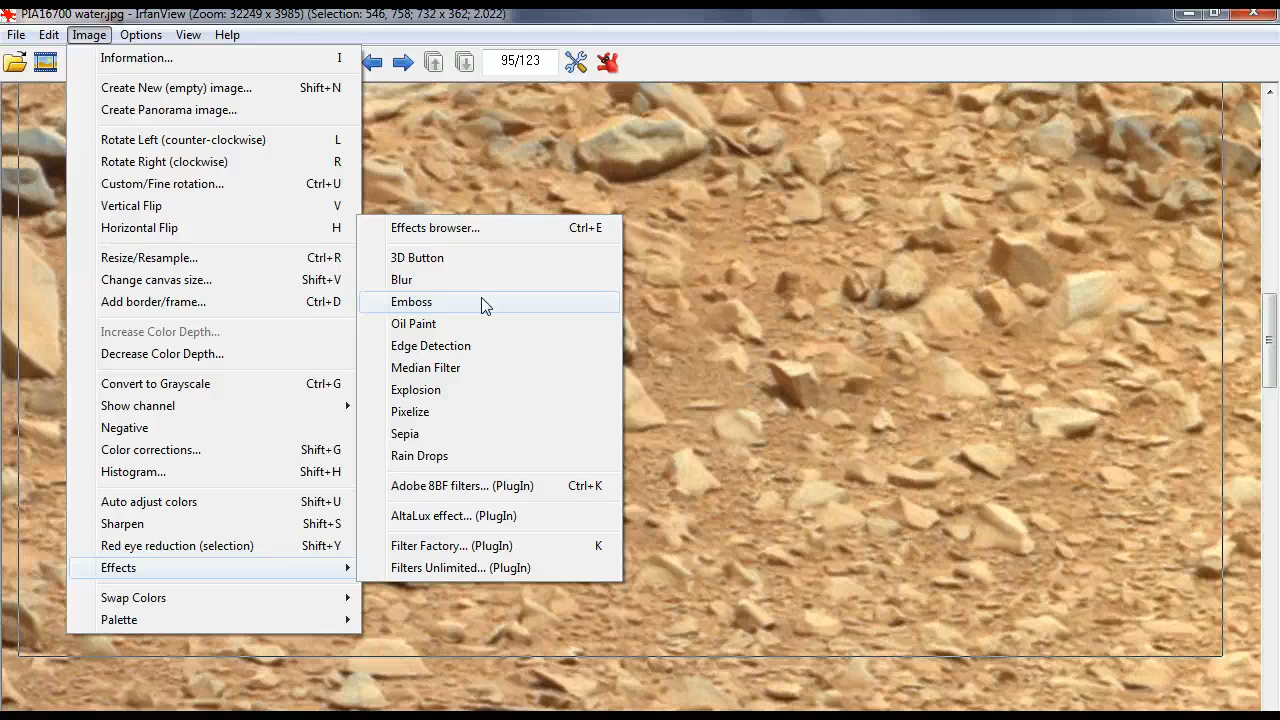 PIA16700 water.jpg - IrfanView (Zoom: 32249 x 3985) (Selection: 546, 758; 732 x 362; 2.022)
File Edit Image Options View Help
95/123
Information... I
Create New (empty) image... Shift+N
Create Panorama image...
Rotate Left (counter-clockwise) L
Rotate Right (clockwise) R
Custom/Fine rotation... Ctrl+U
Vertical Flip V
Horizontal Flip H
Resize/Resample... Ctrl+R
Change canvas size... Shift+V
Add border/frame... Ctrl+D
Increase Color Depth...
Decrease Color Depth...
Convert to Grayscale Ctrl+G
Show channel
Negative
Color corrections... Shift+G
Histogram... Shift+H
Auto adjust colors Shift+U
Sharpen Shift+S
Red eye reduction (selection) Shift+Y
Effects
Swap Colors
Palette
Effects browser... Ctrl+E
3D Button
Blur
Emboss
Oil Paint
Edge Detection
Median Filter
Explosion
Pixelize
Sepia
Rain Drops
Adobe 8BF filters... (PlugIn) Ctrl+K
AltaLux effect... (PlugIn)
Filter Factory... (PlugIn) K
Filters Unlimited... (PlugIn)